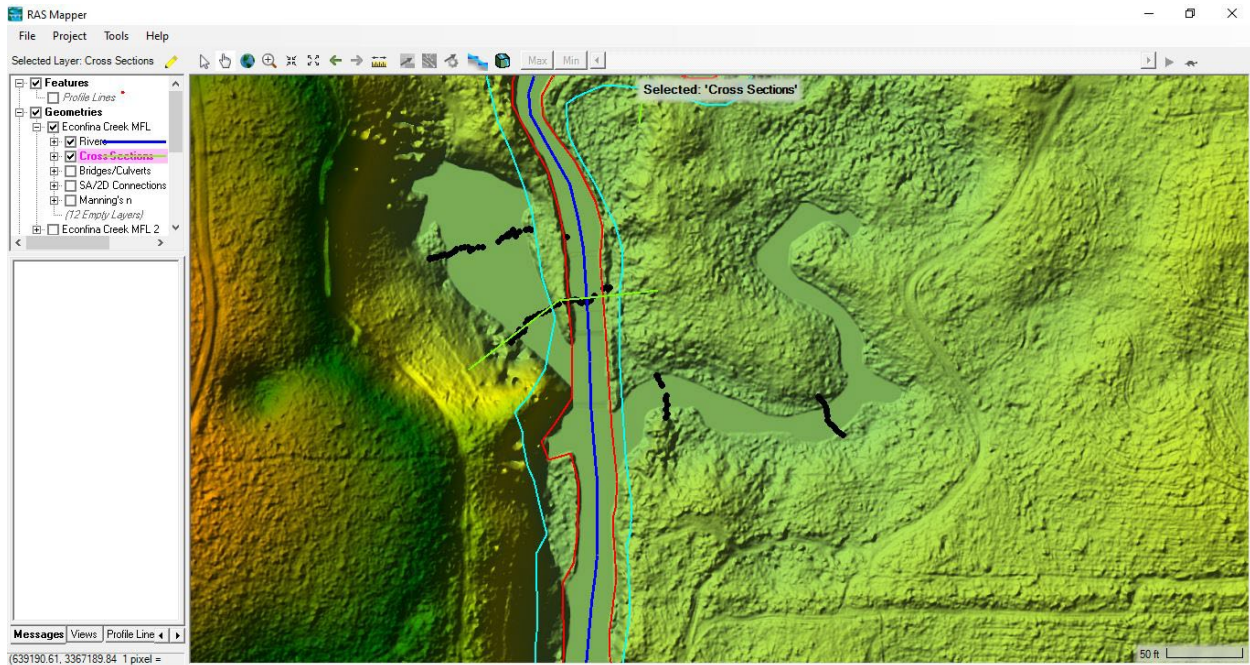 RAS Mapper
File Project Tools Help
Selected Layer: Cross Sections
Max Min
Features
Profile Lines
Geometries
Econfina Creek MFL
Rivers
Cross Sections
Bridges/Culverts
SA/2D Connections
Manning's n
(12 Empty Layers)
Econfina Creek MFL 2
Selected: 'Cross Sections'
Messages Views Profile Line
(639190.61, 3367189.84 1 pixel =
50 ft